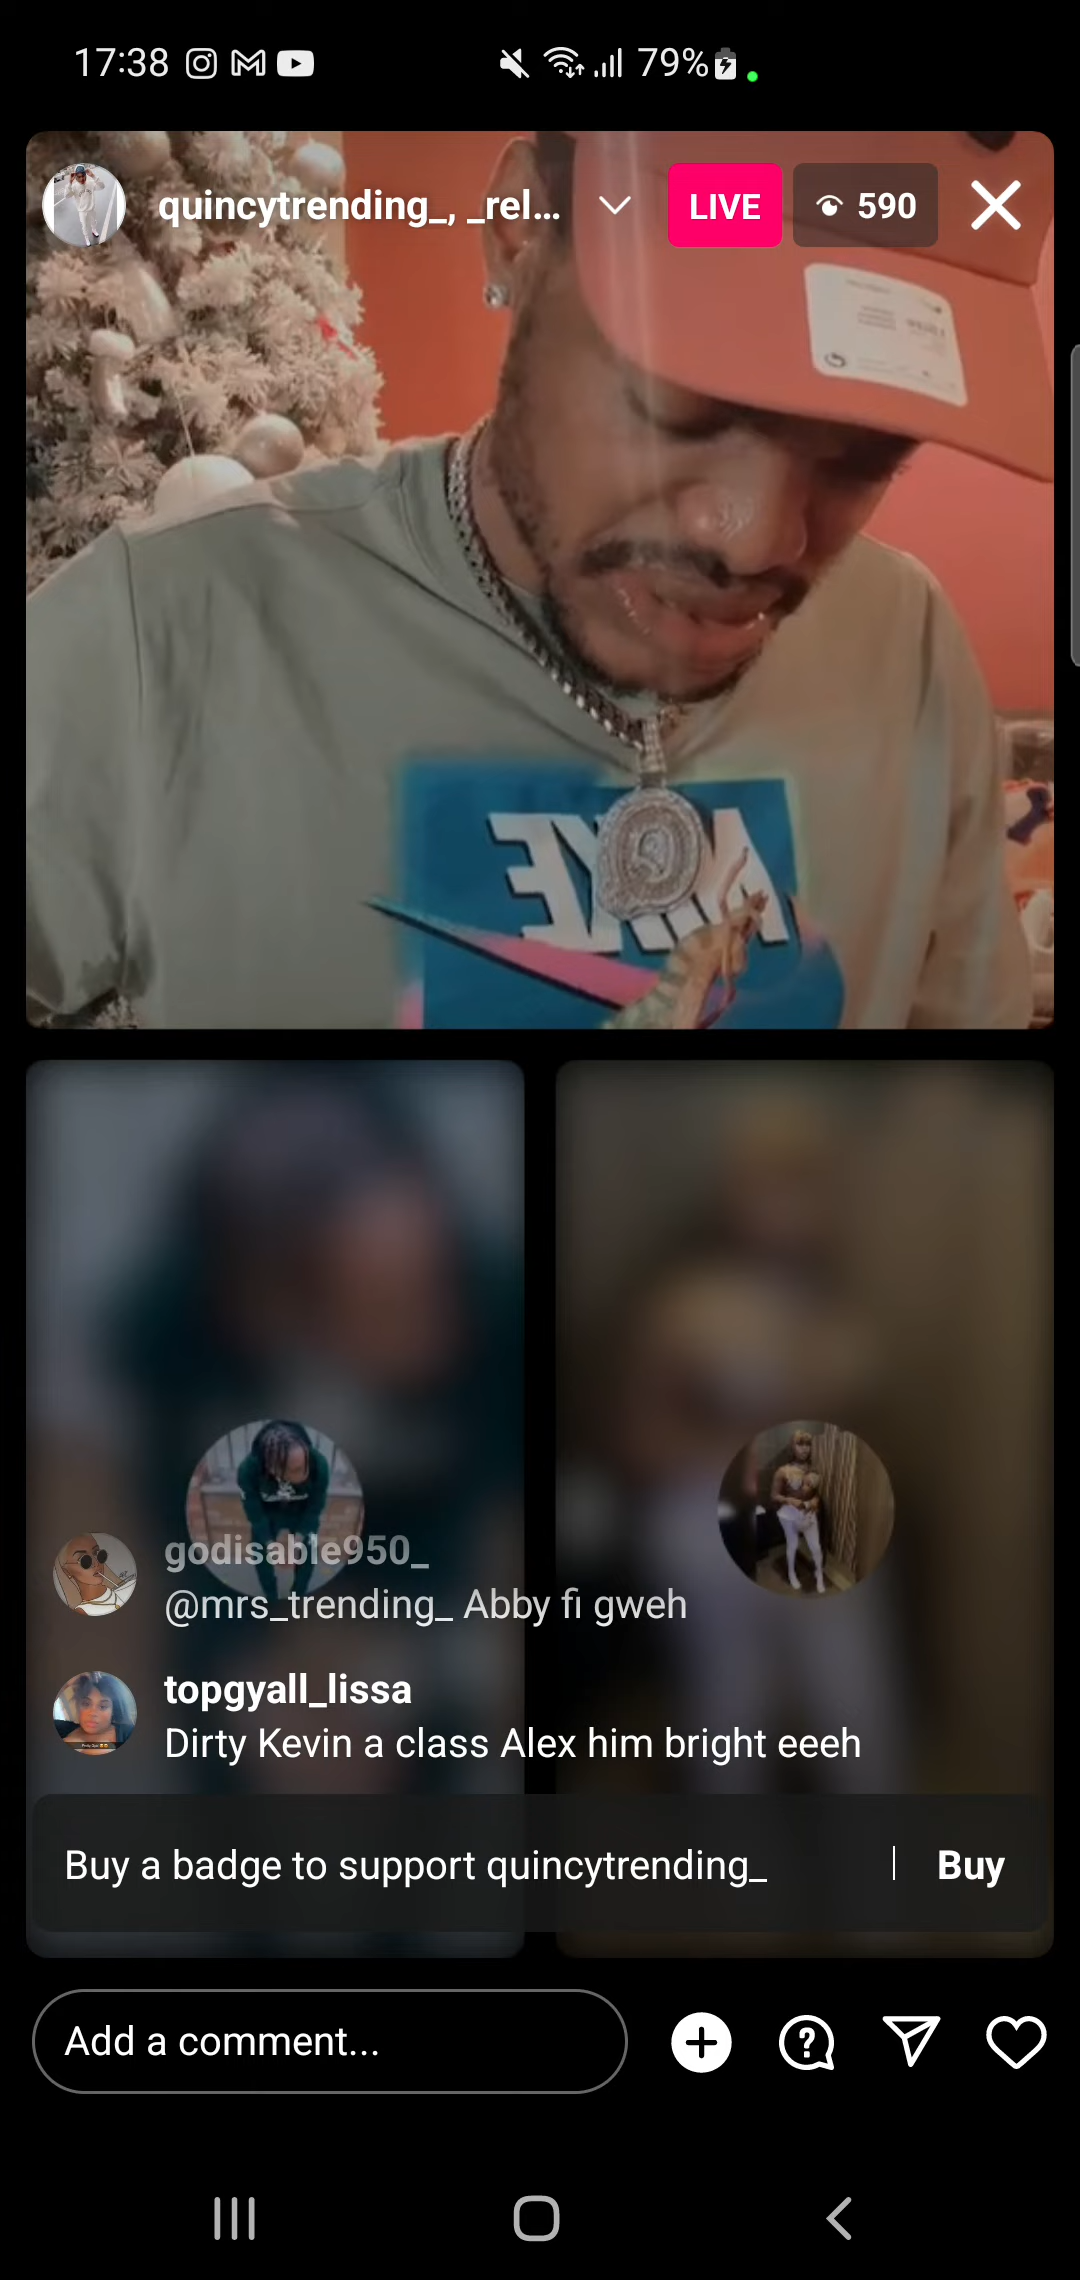 17:38 79%
quincytrending_, _rel... LIVE 590
NIKE
godisable950_
@mrs_trending_ Abby fi gweh
topgyall_lissa
Dirty Kevin a class Alex him bright eeeh
Buy a badge to support quincytrending_ | Buy
Add a comment...